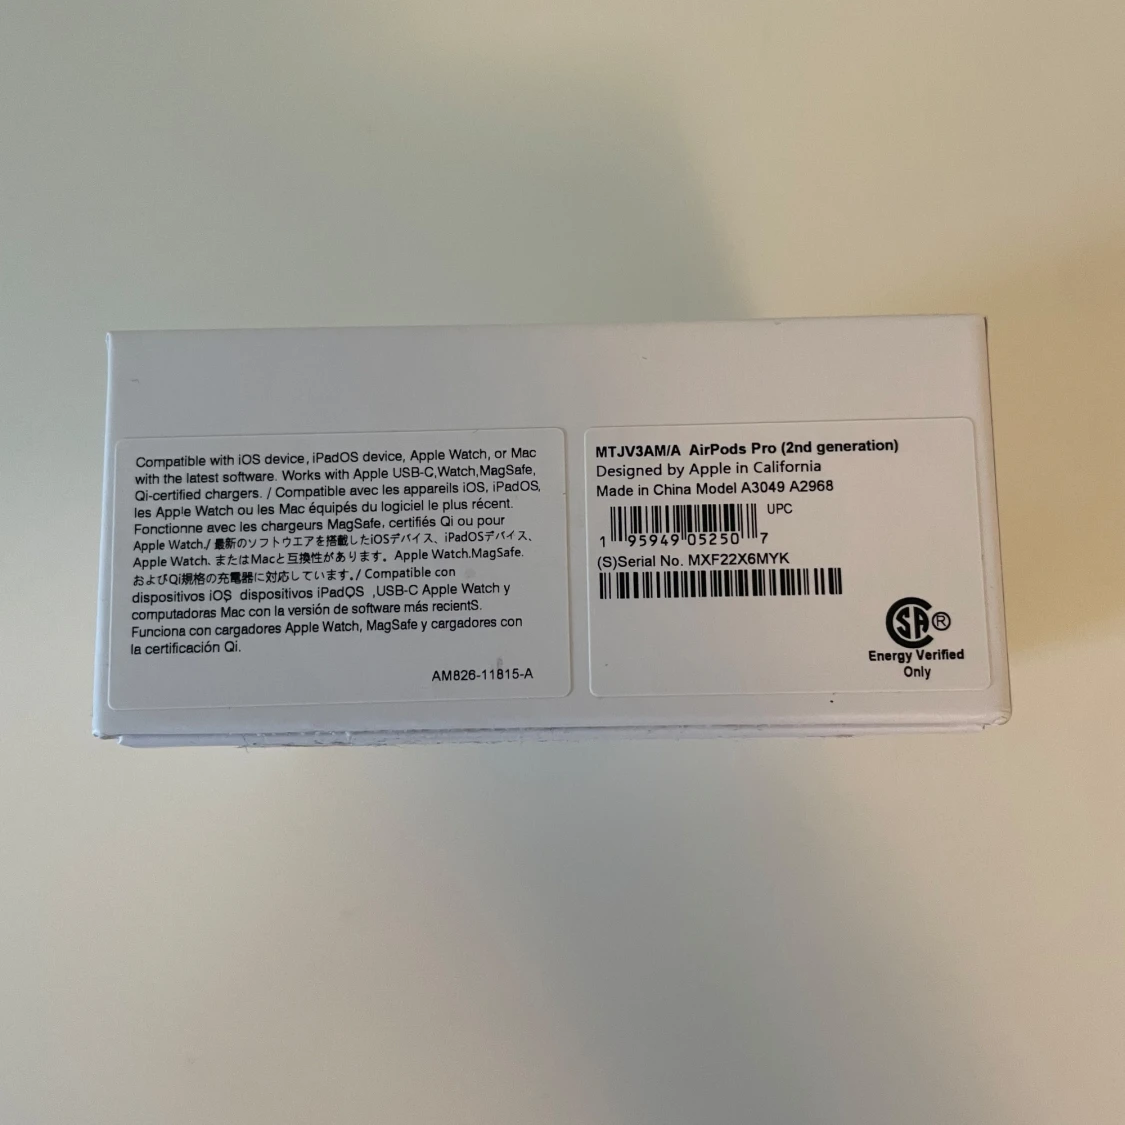 Compatible with iOS device, iPadOS device, Apple Watch, or Mac
with the latest software. Works with Apple USB-C,Watch,MagSafe,
Qi-certified chargers. / Compatible avec les appareils iOS, iPadOS,
les Apple Watch ou les Mac équipés du logiciel le plus récent.
Fonctionne avec les chargeurs MagSafe, certifiés Qi ou pour
Apple Watch./ 最新のソフトウエアを搭載したiOSデバイス、iPadOSデバイス、
Apple Watch、またはMacと互換性があります。Apple Watch.MagSafe.
およびQi規格の充電器に対応しています。/ Compatible con
dispositivos iOS dispositivos iPadOS ,USB-C Apple Watch y
computadoras Mac con la versión de software más recientS.
Funciona con cargadores Apple Watch, MagSafe y cargadores con
la certificación Qi.
AM826-11815-A
MTJV3AM/A AirPods Pro (2nd generation)
Designed by Apple in California
Made in China Model A3049 A2968
UPC
1 95949 05250 7
(S)Serial No. MXF22X6MYK
SA ®
Energy Verified
Only